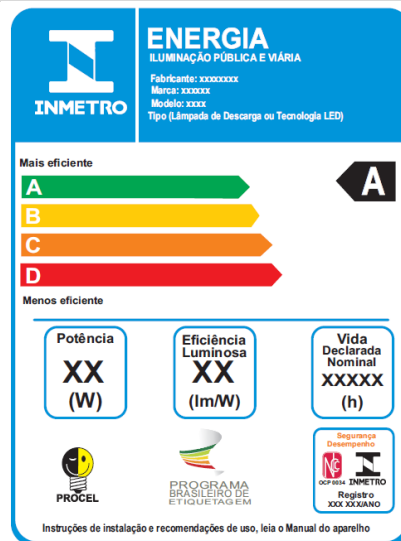 INMETRO
ENERGIA
ILUMINAÇÃO PÚBLICA E VIÁRIA
Fabricante: xxxxxxxx
Marca: xxxxxx
Modelo: xxxx
Tipo (Lâmpada de Descarga ou Tecnologia LED)
Mais eficiente
A
A
B
C
D
Menos eficiente
Potência
XX
(W)
Eficiência
Luminosa
XX
(lm/W)
Vida
Declarada
Nominal
XXXXX
(h)
PROCEL
PROGRAMA
BRASILEIRO DE
ETIQUETAGEM
Segurança
Desempenho
OCP 0034 INMETRO
Registro
XXX XXX/ANO
Instruções de instalação e recomendações de uso, leia o Manual do aparelho